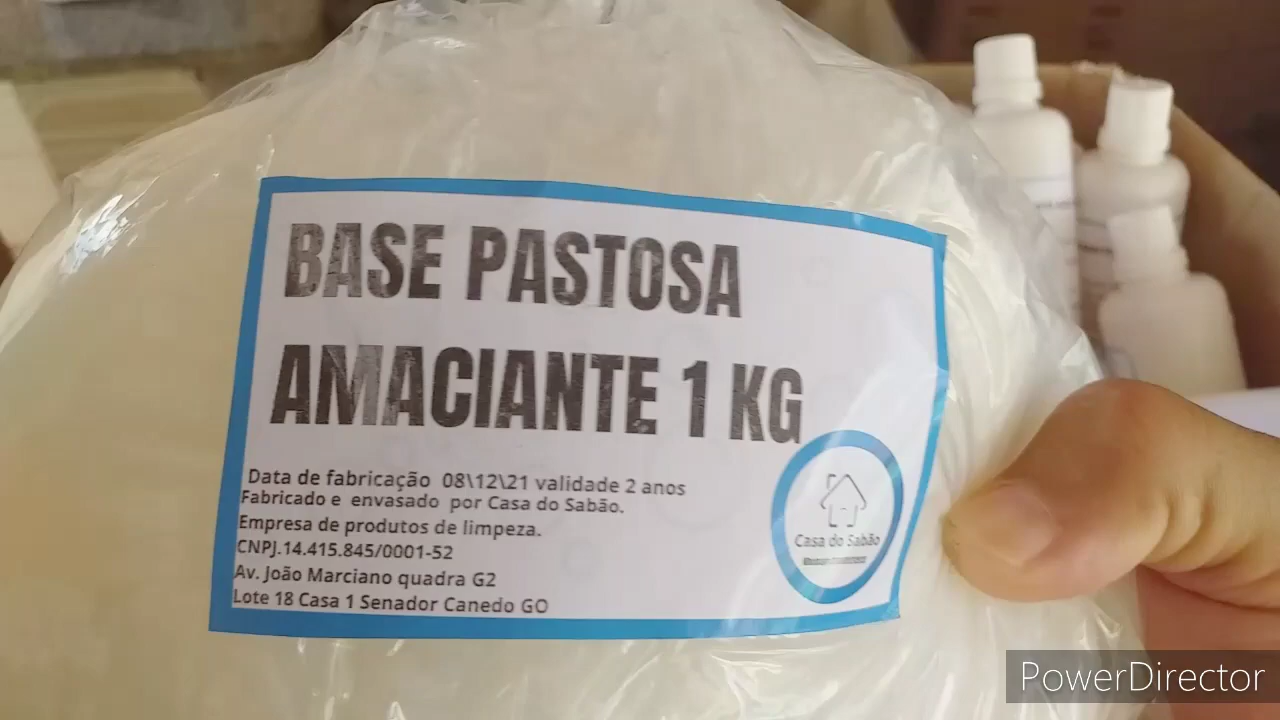 BASE PASTOSA
AMACIANTE 1 KG
Data de fabricação 08\12\21 validade 2 anos
Fabricado e envasado por Casa do Sabão.
Empresa de produtos de limpeza.
CNPJ.14.415.845/0001-52
Av. João Marciano quadra G2
Lote 18 Casa 1 Senador Canedo GO
Casa do Sabão
PowerDirector